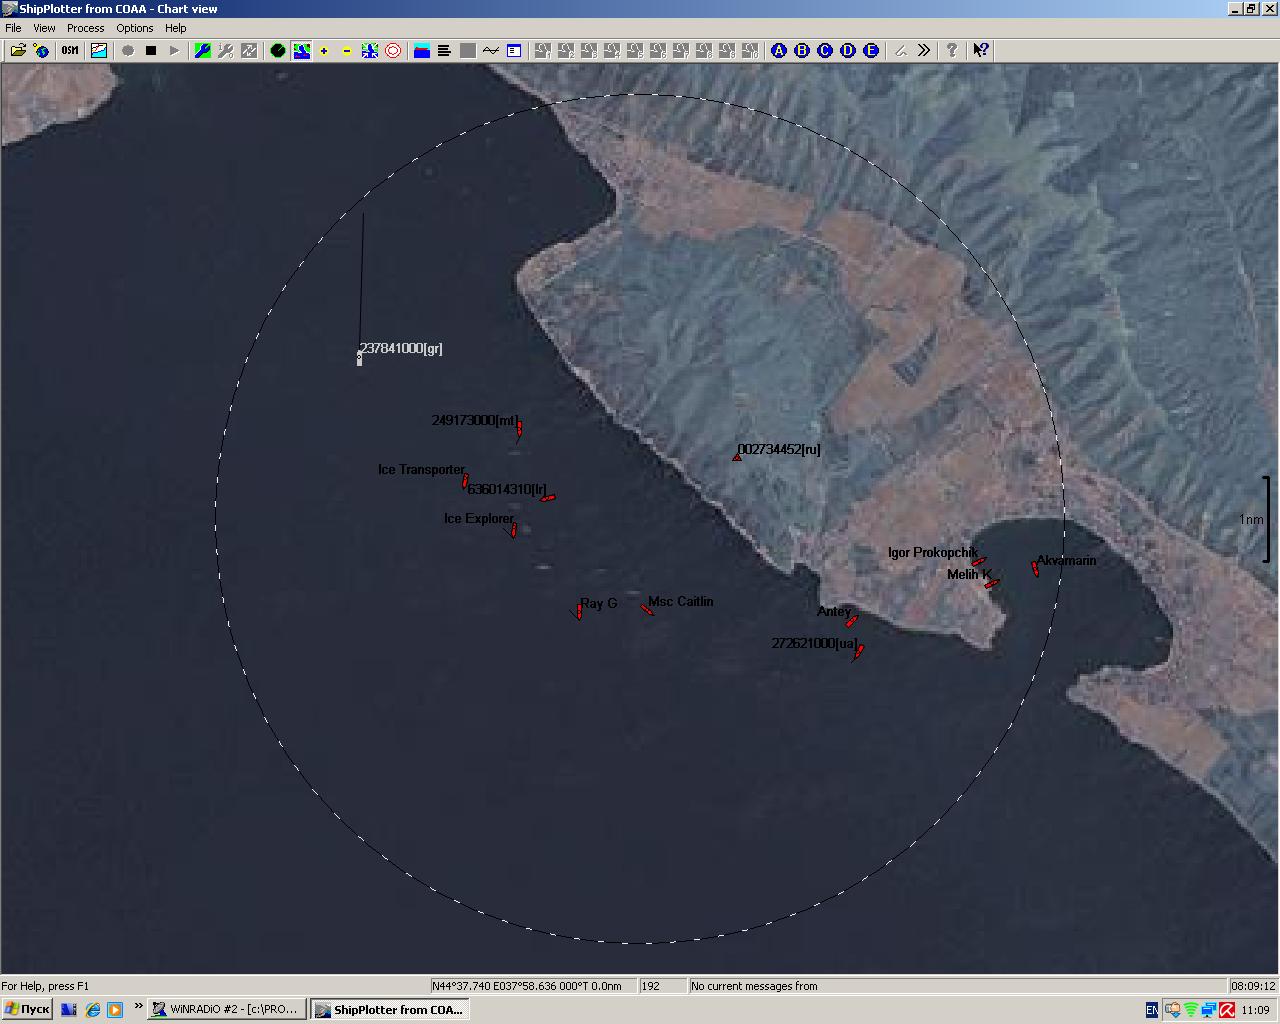 ShipPlotter from COAA - Chart view
File View Process Options Help
OSM A B C D E ? ?
237841000[gr]
249173000[mt]
002734452[ru]
Ice Transporter
636014310[lr]
Ice Explorer
1nm
Igor Prokopchik
Akvamarin
Melih K
Ray G
Msc Caitlin
Antey
272621000[ua]
For Help, press F1
N44°37.740 E037°58.636 000°T 0.0nm
192
No current messages from
08:09:12
Пуск
WiNRADiO #2 - [c:\PRO...
ShipPlotter from COA...
EN
11:09